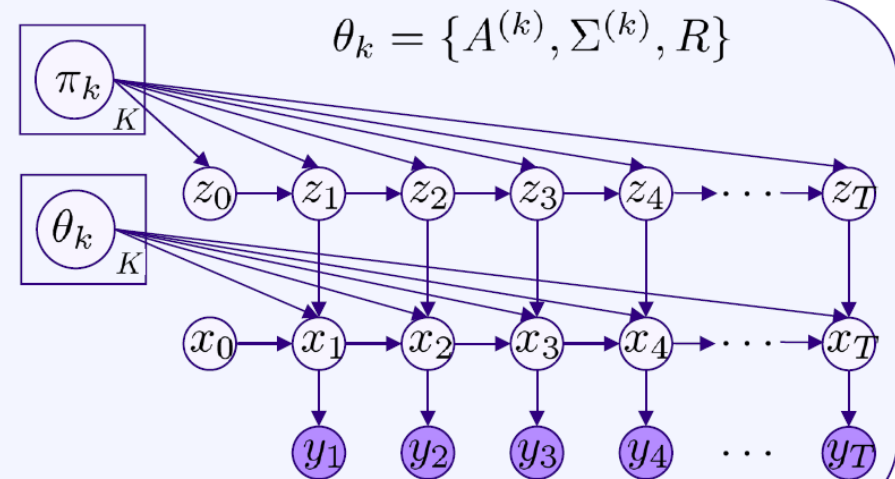 θ_k = {A^(k), Σ^(k), R}
π_k
K
z_0 z_1 z_2 z_3 z_4 ··· z_T
θ_k
K
x_0 x_1 x_2 x_3 x_4 ··· x_T
y_1 y_2 y_3 y_4 ··· y_T